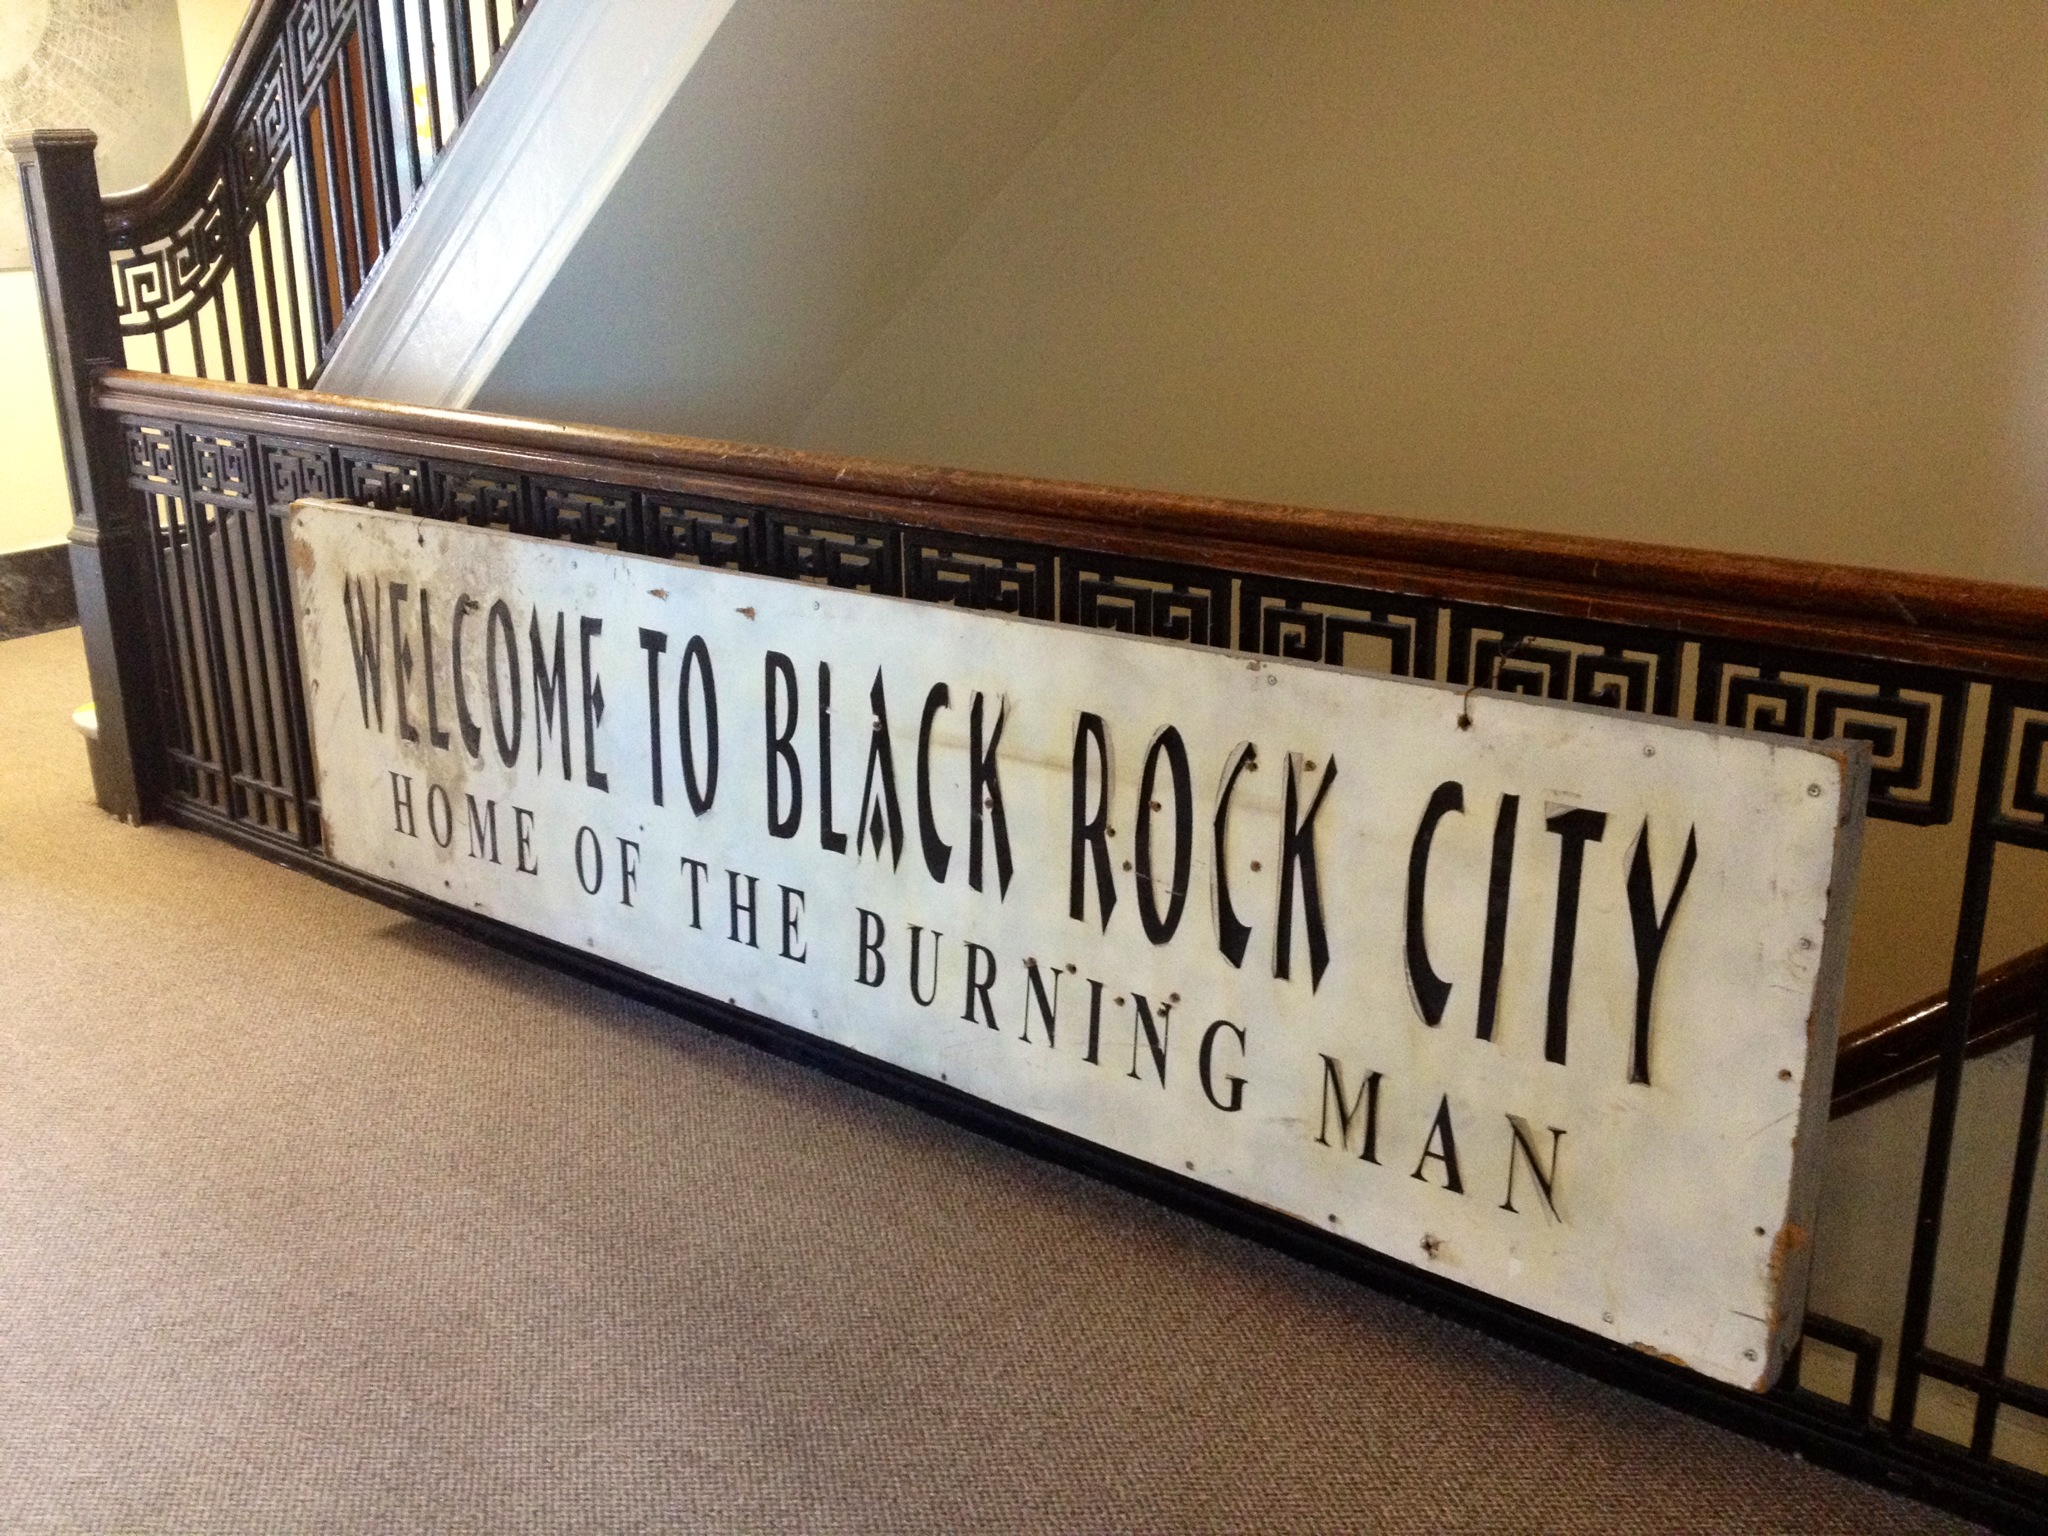 WELCOME TO BLACK ROCK CITY
HOME OF THE BURNING MAN